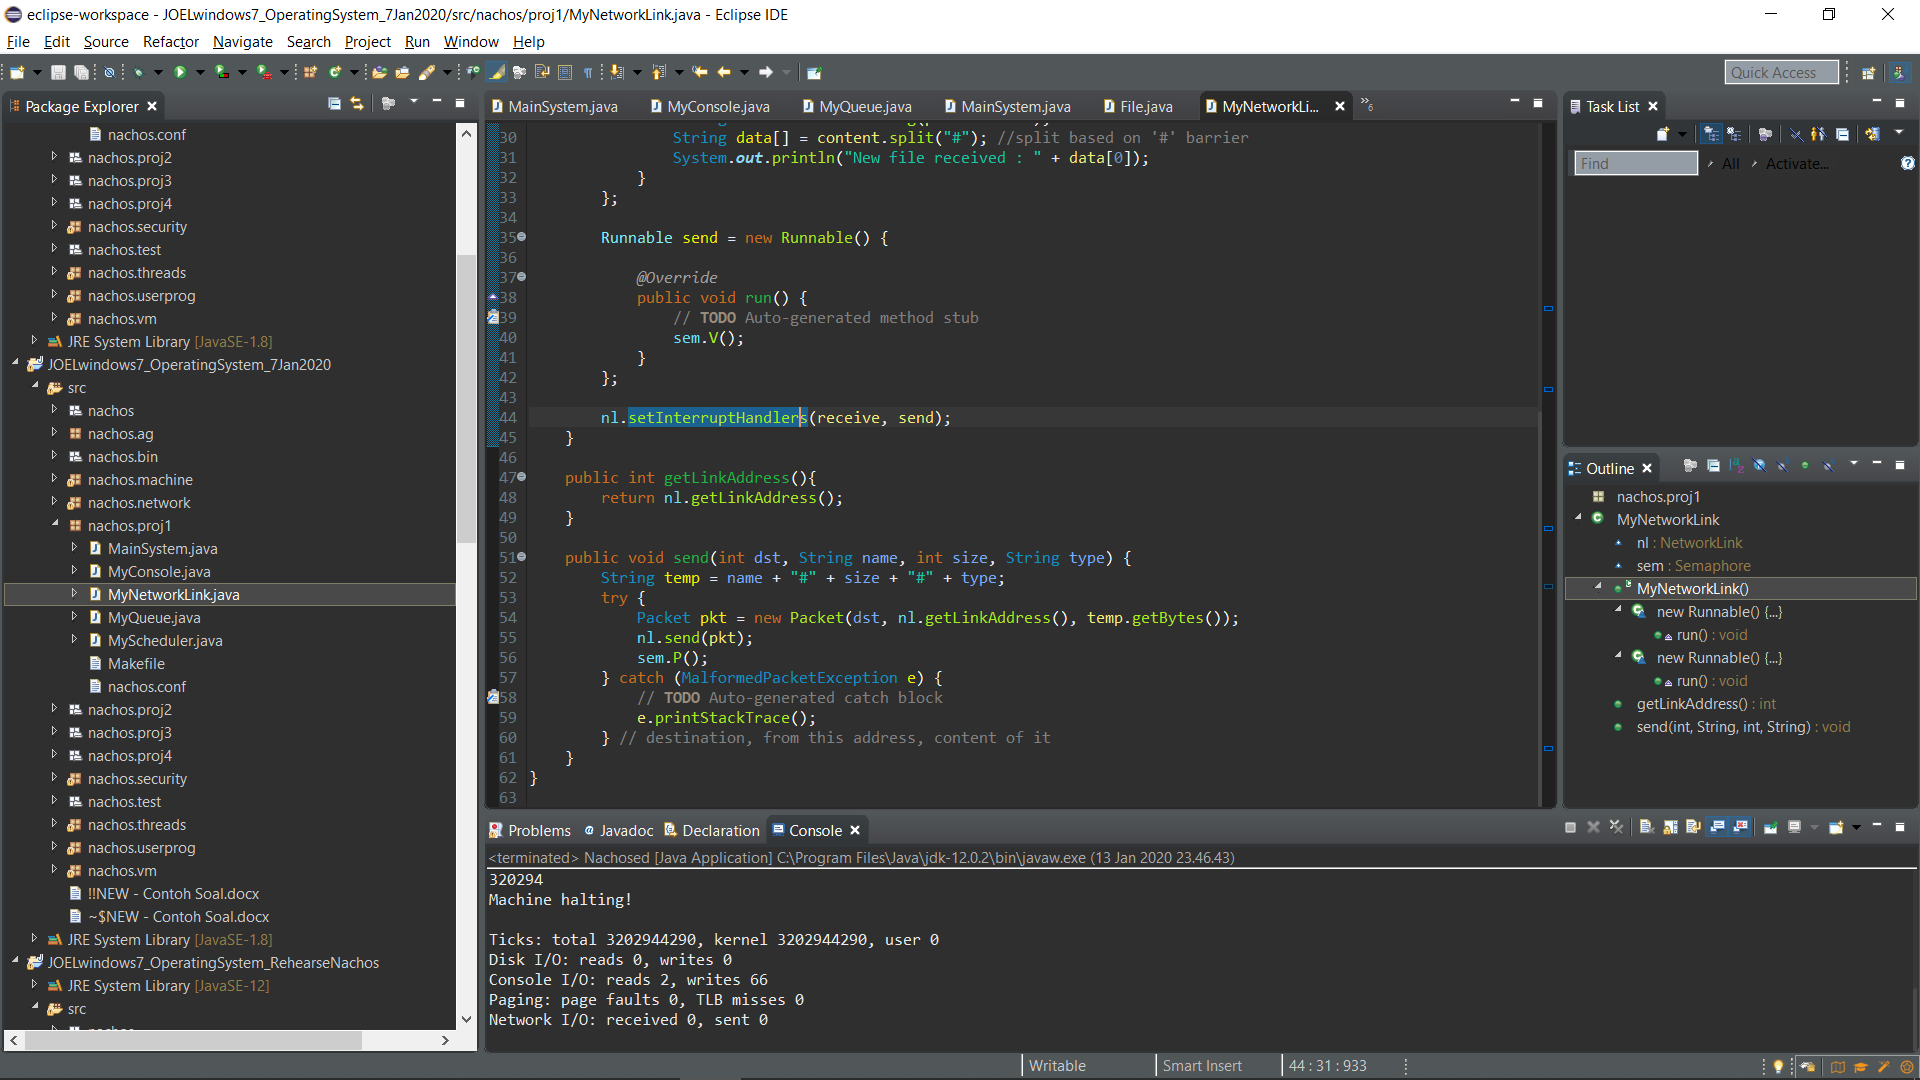 eclipse-workspace - JOELwindows7_OperatingSystem_7Jan2020/src/nachos/proj1/MyNetworkLink.java - Eclipse IDE
File Edit Source Refactor Navigate Search Project Run Window Help
Quick Access
Package Explorer
nachos.conf
nachos.proj2
nachos.proj3
nachos.proj4
nachos.security
nachos.test
nachos.threads
nachos.userprog
nachos.vm
JRE System Library [JavaSE-1.8]
JOELwindows7_OperatingSystem_7Jan2020
src
nachos
nachos.ag
nachos.bin
nachos.machine
nachos.network
nachos.proj1
MainSystem.java
MyConsole.java
MyNetworkLink.java
MyQueue.java
MyScheduler.java
Makefile
nachos.conf
nachos.proj2
nachos.proj3
nachos.proj4
nachos.security
nachos.test
nachos.threads
nachos.userprog
nachos.vm
!!NEW - Contoh Soal.docx
~$NEW - Contoh Soal.docx
JRE System Library [JavaSE-1.8]
JOELwindows7_OperatingSystem_RehearseNachos
JRE System Library [JavaSE-12]
src
MainSystem.java MyConsole.java MyQueue.java MainSystem.java File.java MyNetworkLi... »6
30 String data[] = content.split("#"); //split based on '#' barrier
31 System.out.println("New file received : " + data[0]);
32 }
33 };
34
35 Runnable send = new Runnable() {
36
37 @Override
38 public void run() {
39 // TODO Auto-generated method stub
40 sem.V();
41 }
42 };
43
44 nl.setInterruptHandlers(receive, send);
45 }
46
47 public int getLinkAddress(){
48 return nl.getLinkAddress();
49 }
50
51 public void send(int dst, String name, int size, String type) {
52 String temp = name + "#" + size + "#" + type;
53 try {
54 Packet pkt = new Packet(dst, nl.getLinkAddress(), temp.getBytes());
55 nl.send(pkt);
56 sem.P();
57 } catch (MalformedPacketException e) {
58 // TODO Auto-generated catch block
59 e.printStackTrace();
60 } // destination, from this address, content of it
61 }
62 }
63
Problems Javadoc Declaration Console
<terminated> Nachosed [Java Application] C:\Program Files\Java\jdk-12.0.2\bin\javaw.exe (13 Jan 2020 23.46.43)
320294
Machine halting!
Ticks: total 3202944290, kernel 3202944290, user 0
Disk I/O: reads 0, writes 0
Console I/O: reads 2, writes 66
Paging: page faults 0, TLB misses 0
Network I/O: received 0, sent 0
Task List
Find All Activate...
Outline
nachos.proj1
MyNetworkLink
nl : NetworkLink
sem : Semaphore
MyNetworkLink()
new Runnable() {...}
run() : void
new Runnable() {...}
run() : void
getLinkAddress() : int
send(int, String, int, String) : void
Writable Smart Insert 44 : 31 : 933